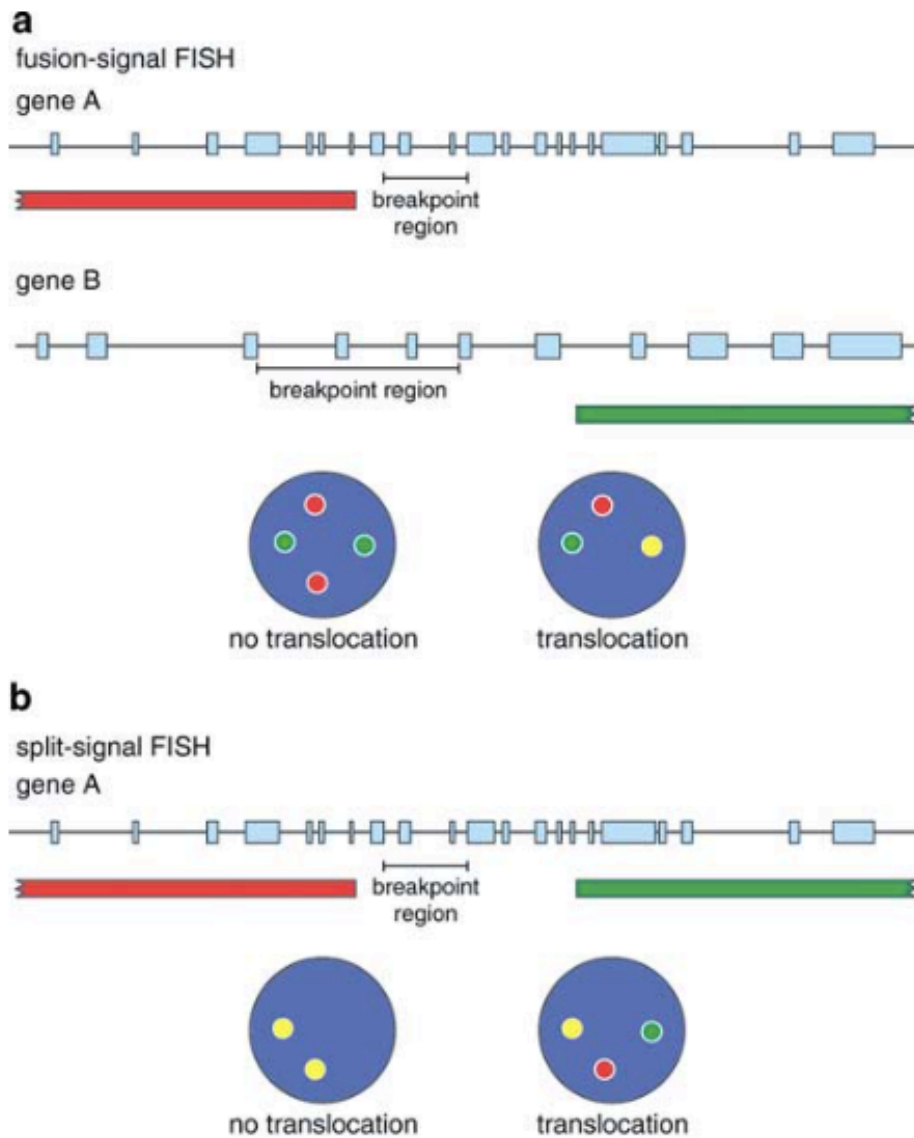 a
fusion-signal FISH
gene A
breakpoint
region
gene B
breakpoint region
no translocation
translocation
b
split-signal FISH
gene A
breakpoint
region
no translocation
translocation